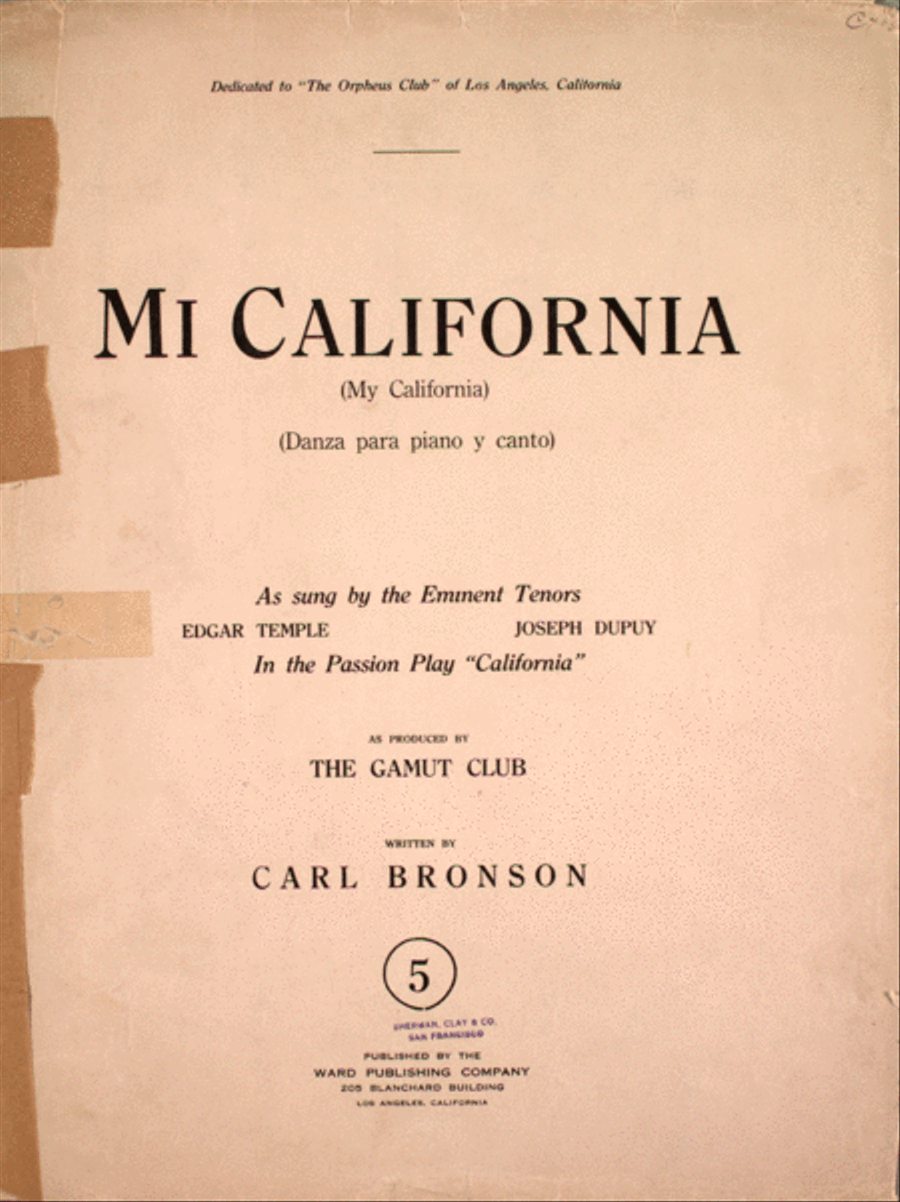 Dedicated to "The Orpheus Club" of Los Angeles, California
MI CALIFORNIA
(My California)
(Danza para piano y canto)
As sung by the Eminent Tenors
EDGAR TEMPLE JOSEPH DUPUY
In the Passion Play "California"
AS PRODUCED BY
THE GAMUT CLUB
WRITTEN BY
CARL BRONSON
5
SHERMAN, CLAY & CO.
SAN FRANCISCO
PUBLISHED BY THE
WARD PUBLISHING COMPANY
205 BLANCHARD BUILDING
LOS ANGELES, CALIFORNIA